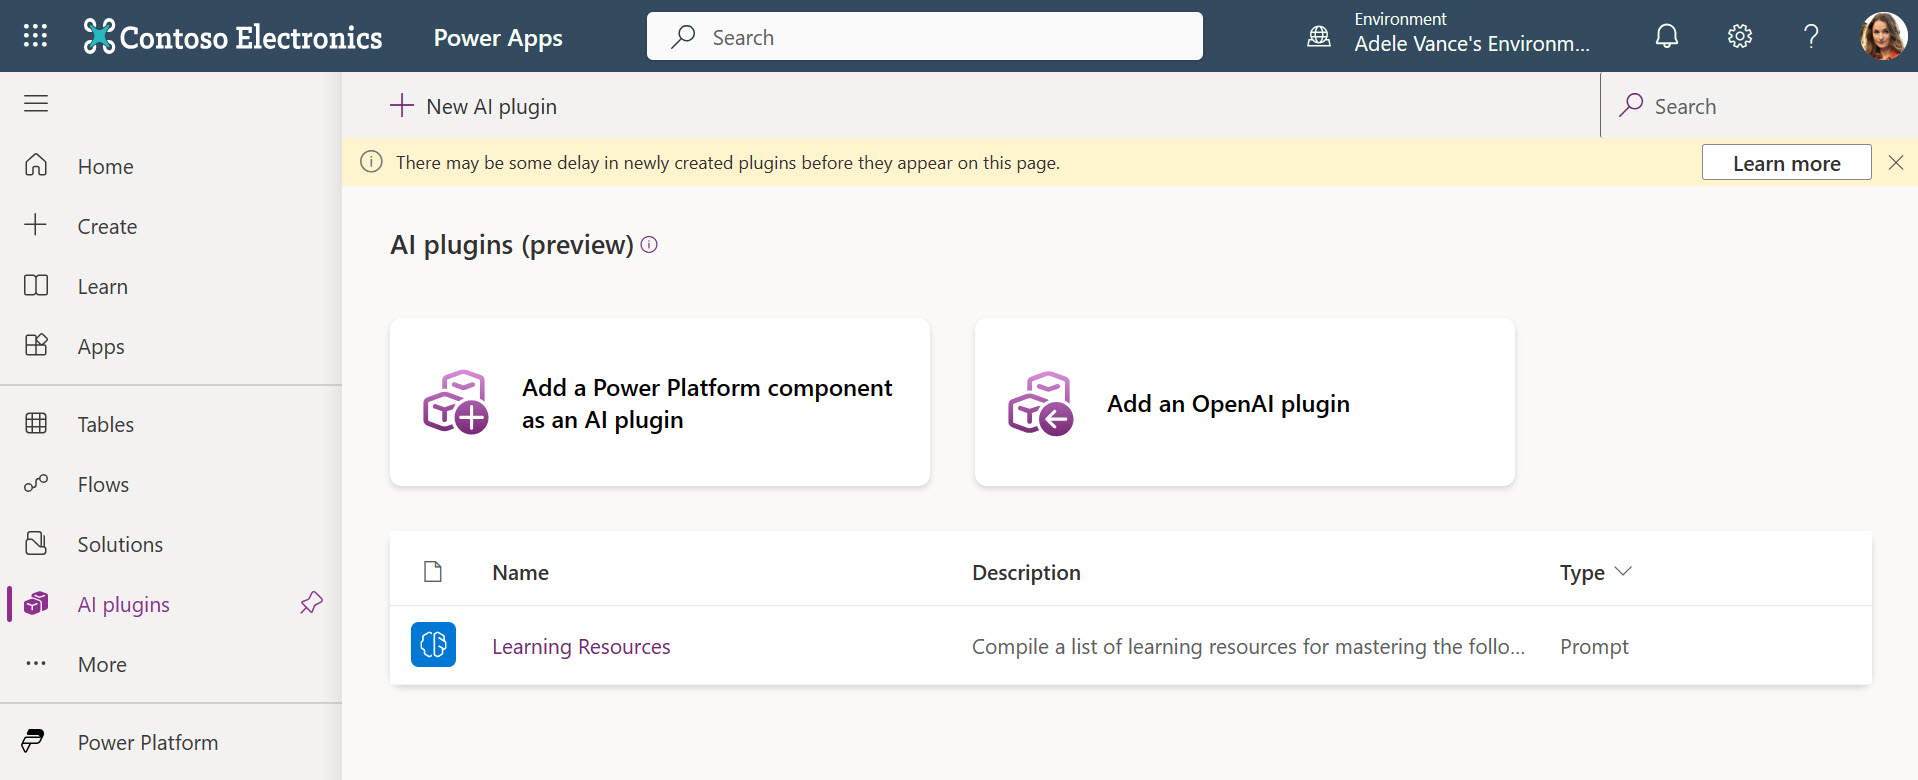 Contoso Electronics
Power Apps
Search
Environment
Adele Vance's Environm...
?
New AI plugin
Search
There may be some delay in newly created plugins before they appear on this page.
Learn more
Home
Create
Learn
Apps
Tables
Flows
Solutions
AI plugins
More
Power Platform
AI plugins (preview)
Add a Power Platform component
as an AI plugin
Add an OpenAI plugin
Name
Description
Type
Learning Resources
Compile a list of learning resources for mastering the follo...
Prompt